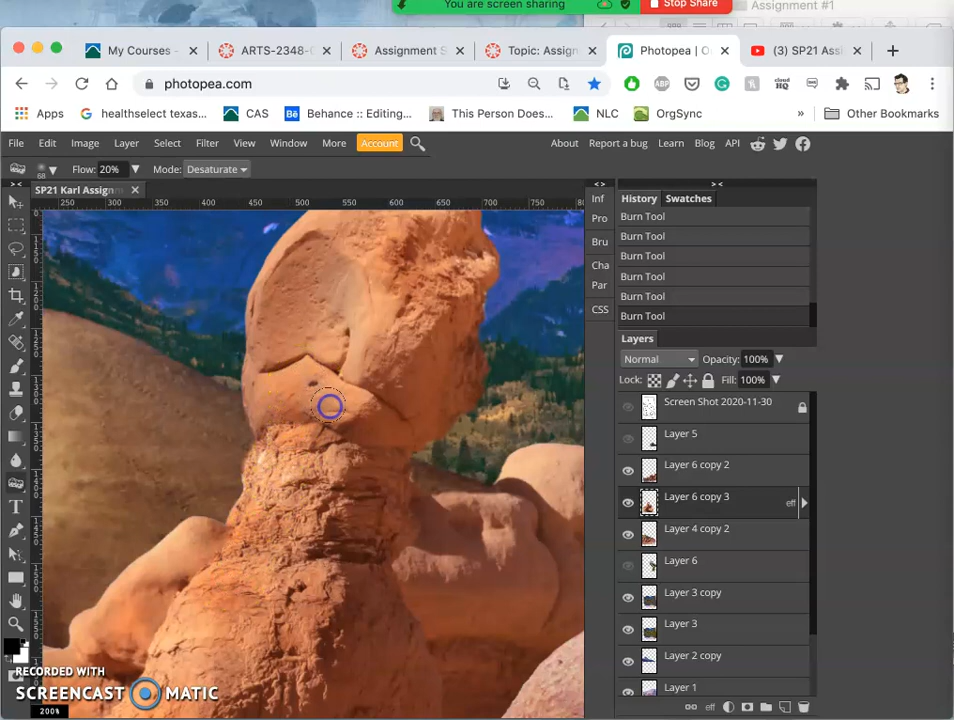 You are screen sharing
Stop Share
Assignment #1
My Courses -
ARTS-2348-
Assignment S
Topic: Assign
Photopea | O
(3) SP21 Assi
photopea.com
Apps
healthselect texas...
CAS
Behance :: Editing...
This Person Does...
NLC
OrgSync
»
Other Bookmarks
File Edit Image Layer Select Filter View Window More Account
About Report a bug Learn Blog API
68 Flow: 20% Mode: Desaturate
SP21 Karl Assign
250 300 350 400 450 500 550 600 650 700 750
Inf
Pro
Bru
Cha
Par
CSS
History Swatches
Burn Tool
Burn Tool
Burn Tool
Burn Tool
Burn Tool
Burn Tool
Layers
Normal Opacity: 100%
Lock: Fill: 100%
Screen Shot 2020-11-30
Layer 5
Layer 6 copy 2
Layer 6 copy 3 eff
Layer 4 copy 2
Layer 6
Layer 3 copy
Layer 3
Layer 2 copy
Layer 1
eff
RECORDED WITH
SCREENCAST MATIC
200%